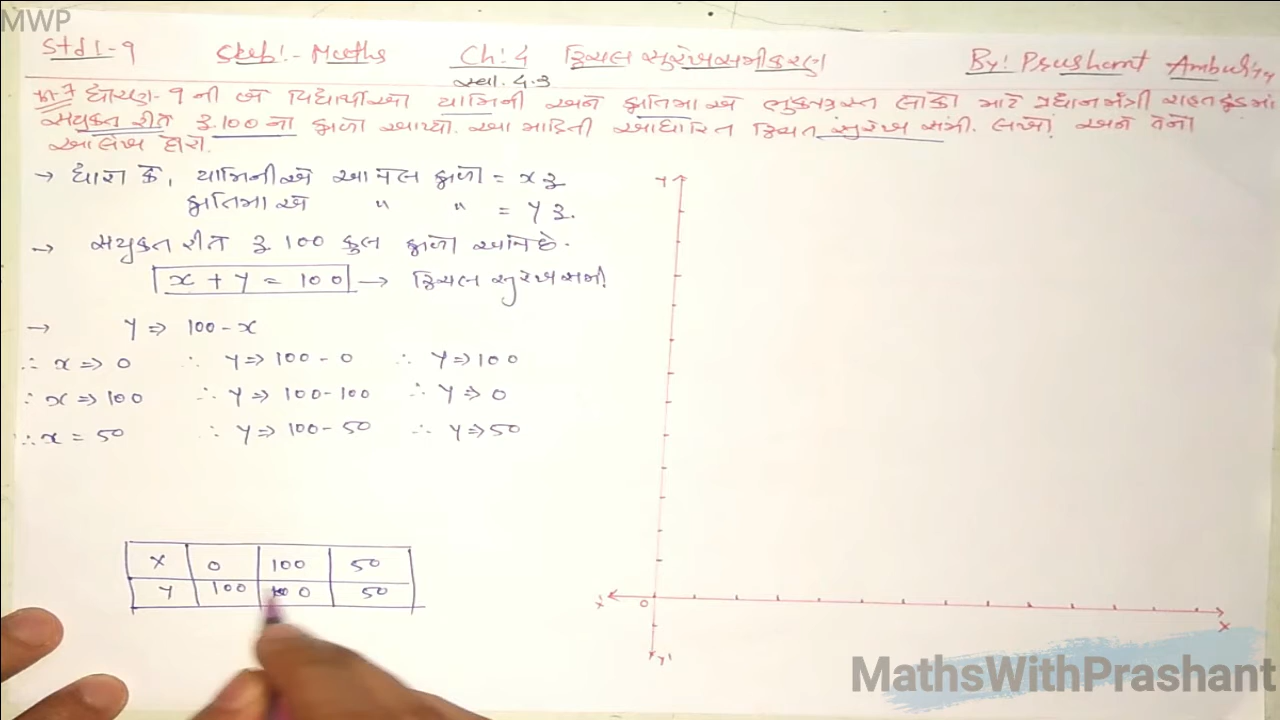 MWP
Std :- 9 Sub :- Maths Ch : 4 દ્વિચલ સુરેખ સમીકરણ By : Prashant Ambaliya
સ્વા. 4.3
પ્ર-7 ધોરણ-9 ની બે વિદ્યાર્થીઓ યામિની અને ફાતિમા એ ભુકંપગ્રસ્ત લોકો માટે પ્રધાનમંત્રી રાહત ફંડમાં
સંયુક્ત રીતે રૂ.100 નો ફાળો આપ્યો. આ માહિતી આધારિત દ્વિચલ સુરેખ સમી. લખો અને તેનો
આલેખ દોરો.
→ ધારો કે, યામિનીએ આપેલ ફાળો = x રૂ
ફાતિમા એ " " = y રૂ.
→ સંયુક્ત રીતે રૂ 100 કુલ ફાળો આપે છે.
x + y = 100 → દ્વિચલ સુરેખ સમી
→ y ⇒ 100 - x
∴ x ⇒ 0 ∴ y ⇒ 100 - 0 ∴ y ⇒ 100
∴ x ⇒ 100 ∴ y ⇒ 100-100 ∴ y ⇒ 0
∴ x = 50 ∴ y ⇒ 100 - 50 ∴ y ⇒ 50
X 0 100 50
Y 100 0 50
Y
X' 0 X
Y'
MathsWithPrashant